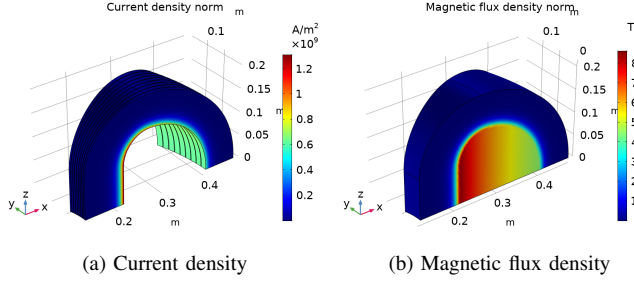 Current density norm
m
A/m²
×10⁹
0.1
0.2
0.15
0.1
0.05
0
m
1.2
1
0.8
0.6
0.4
0.2
0.4
0.3
m
0.2
z
y
x
(a) Current density
Magnetic flux density norm
m
T
0.1
0
0.2
0.15
0.1
0.05
0
m
8
7
6
5
4
3
2
1
0.4
0.3
m
0.2
z
y
x
(b) Magnetic flux density